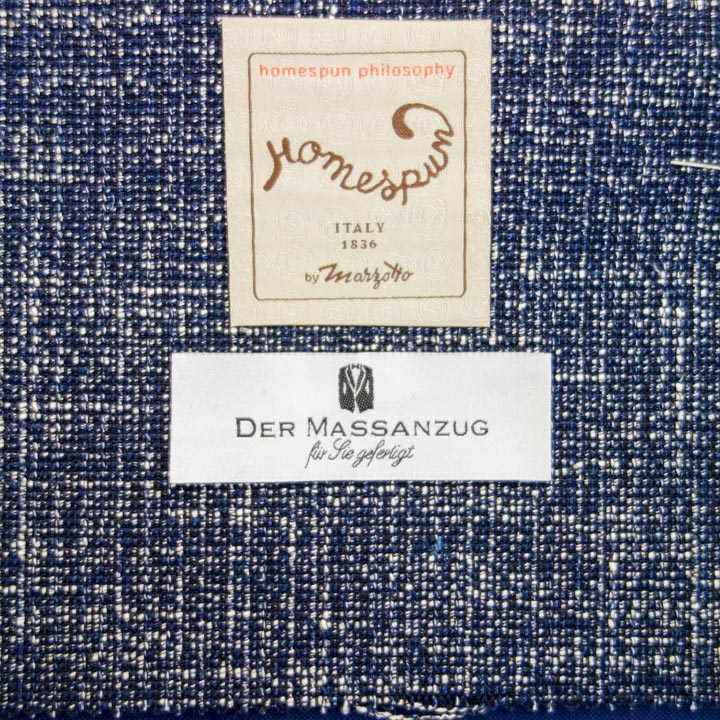 homespun philosophy
Homespun
ITALY
1836
by Marzotto
DER MASSANZUG
für Sie gefertigt